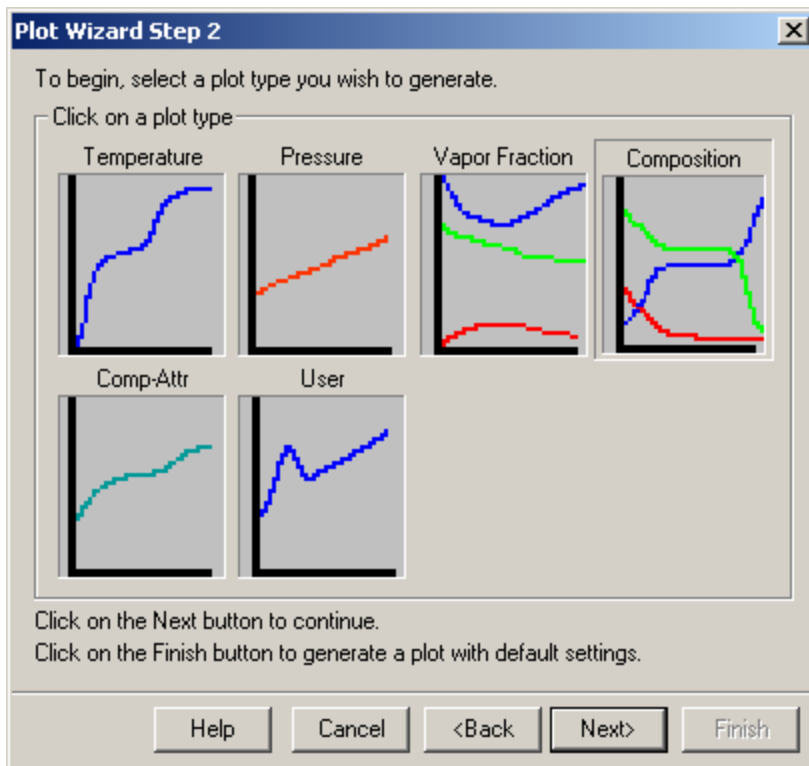 Plot Wizard Step 2
To begin, select a plot type you wish to generate.
Click on a plot type
Temperature Pressure Vapor Fraction Composition
Comp-Attr User
Click on the Next button to continue.
Click on the Finish button to generate a plot with default settings.
Help Cancel <Back Next> Finish